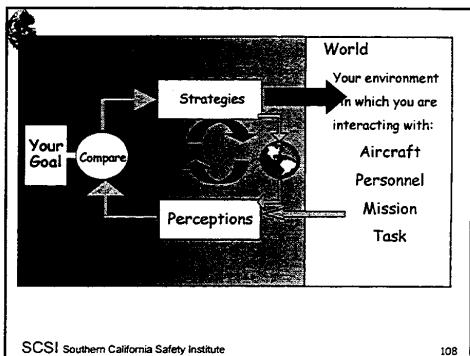 World
Your environment
in which you are
interacting with:
Aircraft
Personnel
Mission
Task
Strategies
Your
Goal
Compare
Perceptions
SCSI Southern California Safety Institute
108